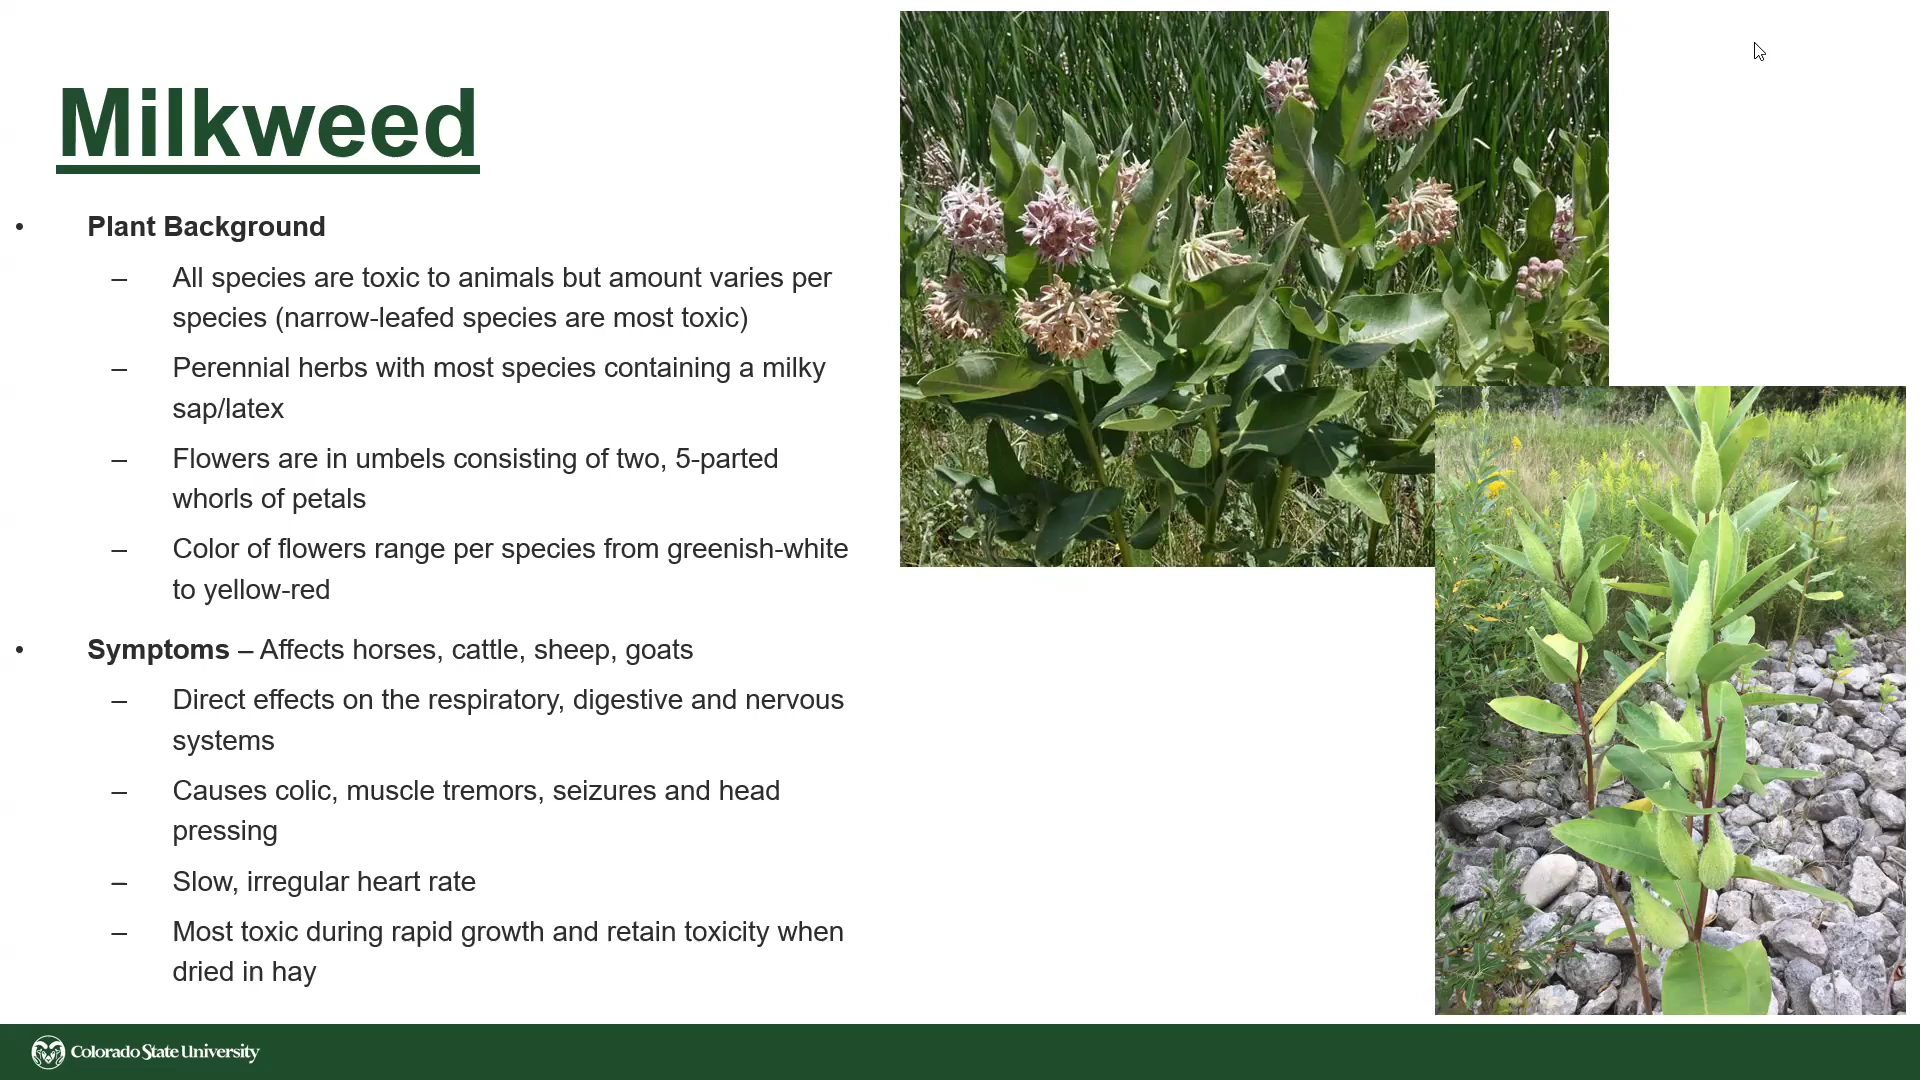 Milkweed
• Plant Background
– All species are toxic to animals but amount varies per
species (narrow-leafed species are most toxic)
– Perennial herbs with most species containing a milky
sap/latex
– Flowers are in umbels consisting of two, 5-parted
whorls of petals
– Color of flowers range per species from greenish-white
to yellow-red
• Symptoms – Affects horses, cattle, sheep, goats
– Direct effects on the respiratory, digestive and nervous
systems
– Causes colic, muscle tremors, seizures and head
pressing
– Slow, irregular heart rate
– Most toxic during rapid growth and retain toxicity when
dried in hay
Colorado State University